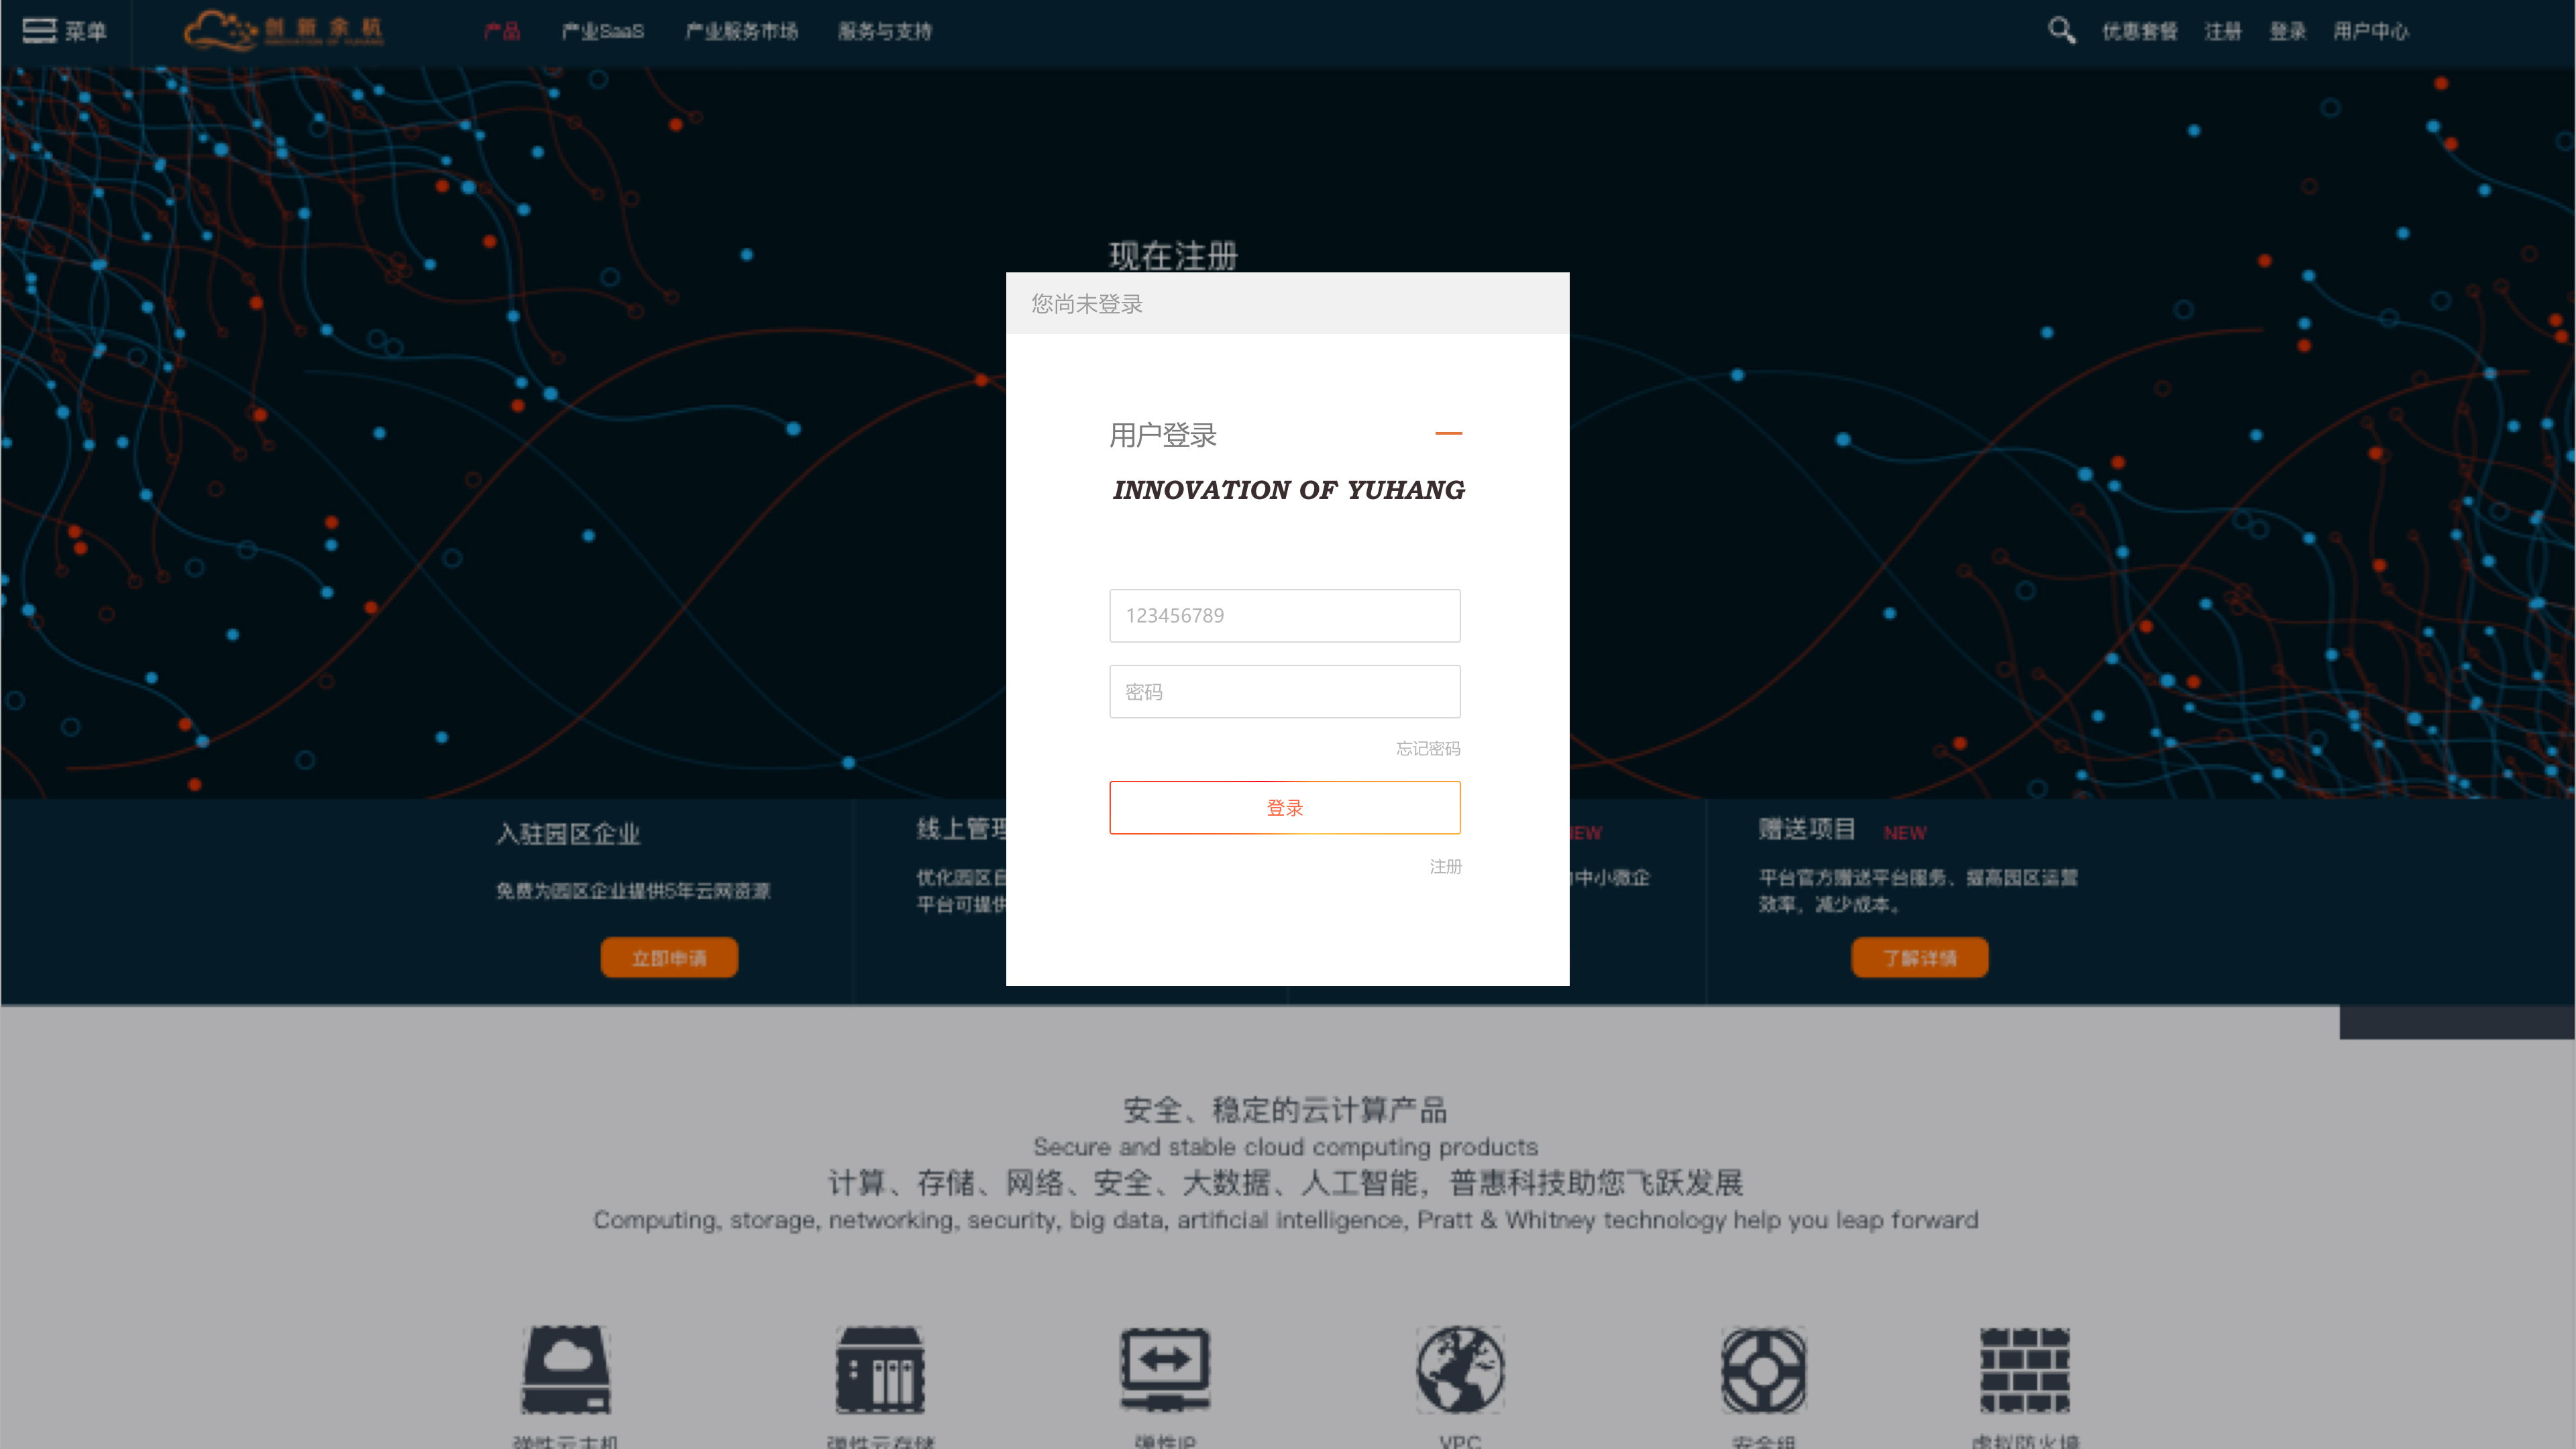 菜单
创新余杭
INNOVATION OF YUHANG
产品
产业SaaS
产业服务市场
服务与支持
优惠套餐
注册
登录
用户中心
现在注册
您尚未登录
用户登录
INNOVATION OF YUHANG
123456789
密码
忘记密码
登录
注册
入驻园区企业
免费为园区企业提供5年云网资源
立即申请
线上管理
优化园区自
平台可提供
NEW
中小微企
赠送项目 NEW
平台官方赠送平台服务、提高园区运营
效率，减少成本。
了解详情
安全、稳定的云计算产品
Secure and stable cloud computing products
计算、存储、网络、安全、大数据、人工智能，普惠科技助您飞跃发展
Computing, storage, networking, security, big data, artificial intelligence, Pratt & Whitney technology help you leap forward
弹性云主机
弹性云存储
弹性IP
VPC
安全组
虚拟防火墙